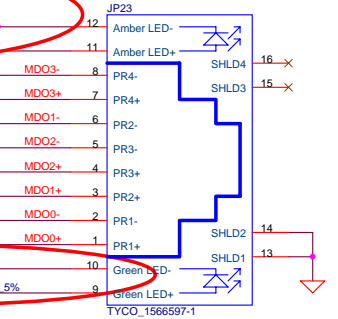 JP23
12 Amber LED-
11 Amber LED+
SHLD4 16
MDO3- 8 PR4-
SHLD3 15
MDO3+ 7 PR4+
MDO1- 6 PR2-
MDO2- 5 PR3-
MDO2+ 4 PR3+
MDO1+ 3 PR2+
MDO0- 2 PR1-
SHLD2 14
MDO0+ 1 PR1+
SHLD1 13
10 Green LED-
5% 9 Green LED+
TYCO_1566597-1